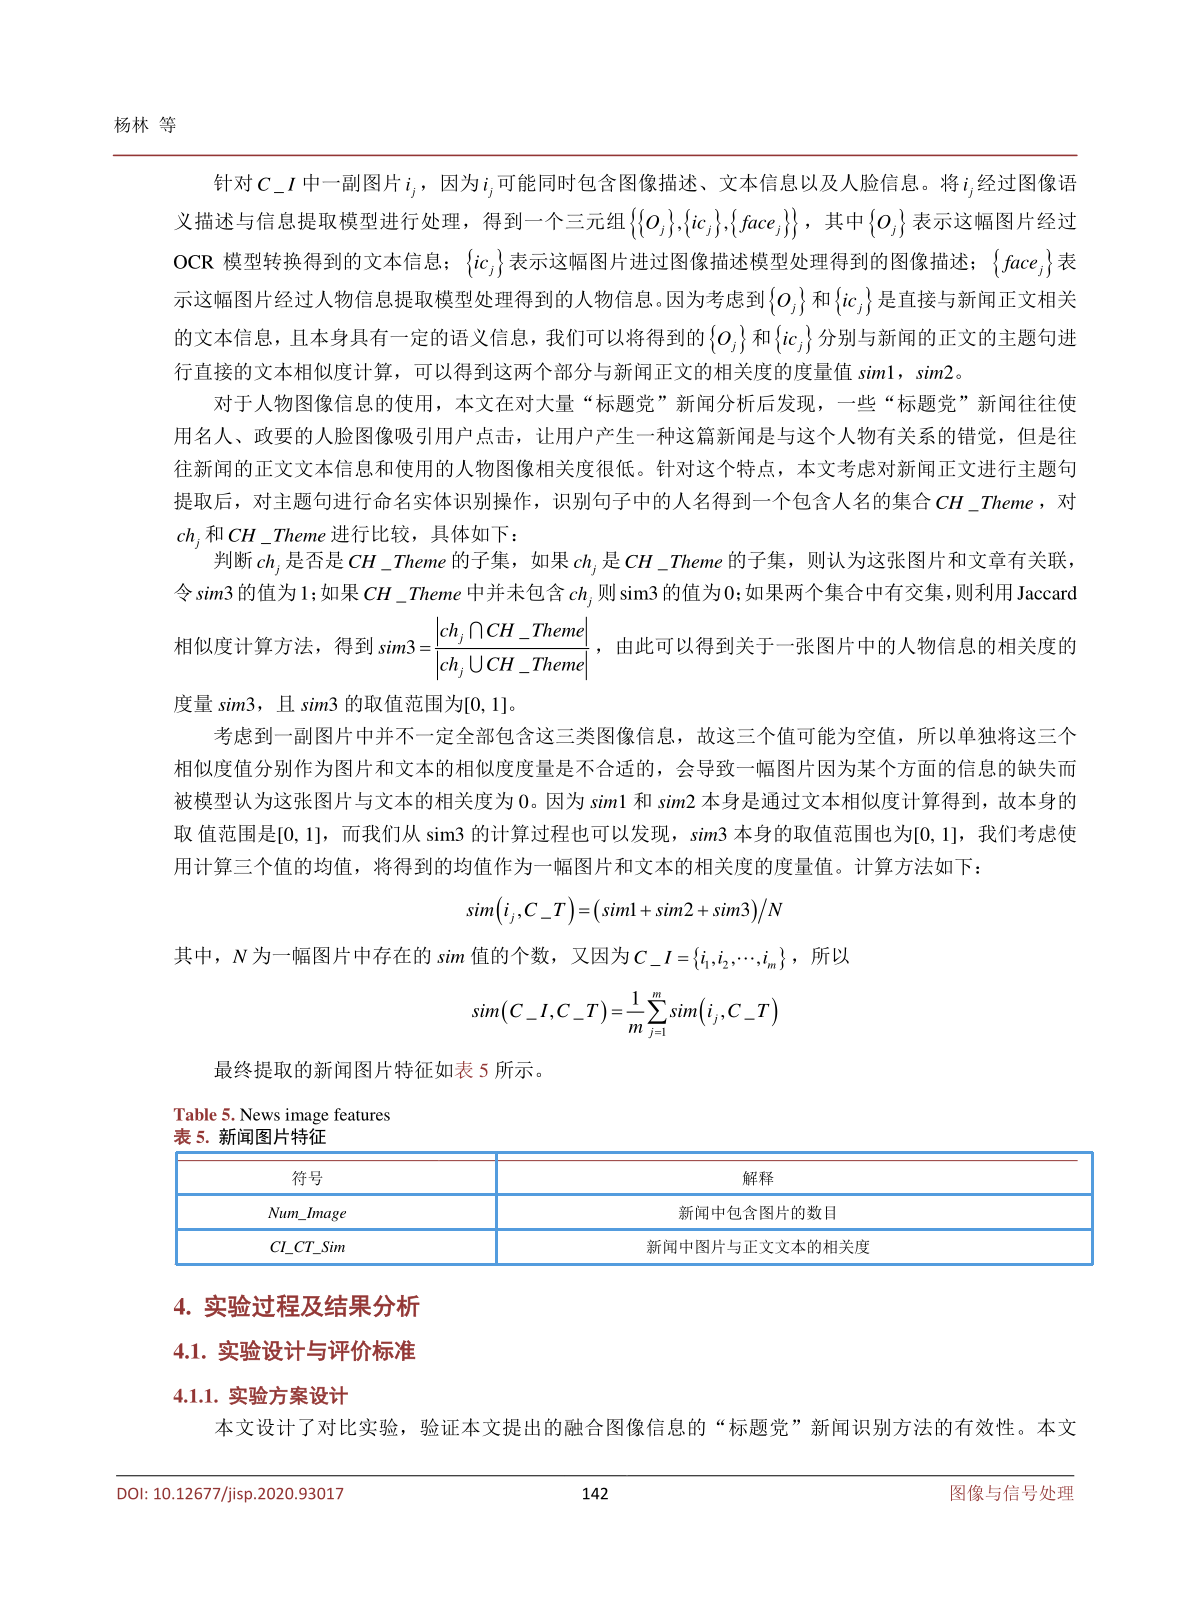 杨林 等
针对 C_I 中一副图片 i_j，因为 i_j 可能同时包含图像描述、文本信息以及人脸信息。将 i_j 经过图像语
义描述与信息提取模型进行处理，得到一个三元组 {{O_j},{ic_j},{face_j}}，其中 {O_j} 表示这幅图片经过
OCR 模型转换得到的文本信息；{ic_j} 表示这幅图片进过图像描述模型处理得到的图像描述；{face_j} 表
示这幅图片经过人物信息提取模型处理得到的人物信息。因为考虑到 {O_j} 和 {ic_j} 是直接与新闻正文相关
的文本信息，且本身具有一定的语义信息，我们可以将得到的 {O_j} 和 {ic_j} 分别与新闻的正文的主题句进
行直接的文本相似度计算，可以得到这两个部分与新闻正文的相关度的度量值 sim1，sim2。
对于人物图像信息的使用，本文在对大量“标题党”新闻分析后发现，一些“标题党”新闻往往使
用名人、政要的人脸图像吸引用户点击，让用户产生一种这篇新闻是与这个人物有关系的错觉，但是往
往新闻的正文文本信息和使用的人物图像相关度很低。针对这个特点，本文考虑对新闻正文进行主题句
提取后，对主题句进行命名实体识别操作，识别句子中的人名得到一个包含人名的集合 CH_Theme，对
ch_j 和 CH_Theme 进行比较，具体如下：
判断 ch_j 是否是 CH_Theme 的子集，如果 ch_j 是 CH_Theme 的子集，则认为这张图片和文章有关联，
令 sim3 的值为 1；如果 CH_Theme 中并未包含 ch_j 则 sim3 的值为 0；如果两个集合中有交集，则利用 Jaccard
相似度计算方法，得到 sim3 = |ch_j ∩ CH_Theme| / |ch_j ∪ CH_Theme|，由此可以得到关于一张图片中的人物信息的相关度的
度量 sim3，且 sim3 的取值范围为[0, 1]。
考虑到一副图片中并不一定全部包含这三类图像信息，故这三个值可能为空值，所以单独将这三个
相似度值分别作为图片和文本的相似度度量是不合适的，会导致一幅图片因为某个方面的信息的缺失而
被模型认为这张图片与文本的相关度为 0。因为 sim1 和 sim2 本身是通过文本相似度计算得到，故本身的
取 值范围是[0, 1]，而我们从 sim3 的计算过程也可以发现，sim3 本身的取值范围也为[0, 1]，我们考虑使
用计算三个值的均值，将得到的均值作为一幅图片和文本的相关度的度量值。计算方法如下：
sim(i_j, C_T) = (sim1 + sim2 + sim3)/N
其中，N 为一幅图片中存在的 sim 值的个数，又因为 C_I = {i_1, i_2, ⋯, i_m}，所以
sim(C_I, C_T) = 1/m ∑_{j=1}^{m} sim(i_j, C_T)
最终提取的新闻图片特征如表 5 所示。
Table 5. News image features
表 5. 新闻图片特征
符号 解释
Num_Image 新闻中包含图片的数目
CI_CT_Sim 新闻中图片与正文文本的相关度
4. 实验过程及结果分析
4.1. 实验设计与评价标准
4.1.1. 实验方案设计
本文设计了对比实验，验证本文提出的融合图像信息的“标题党”新闻识别方法的有效性。本文
DOI: 10.12677/jisp.2020.93017 142 图像与信号处理